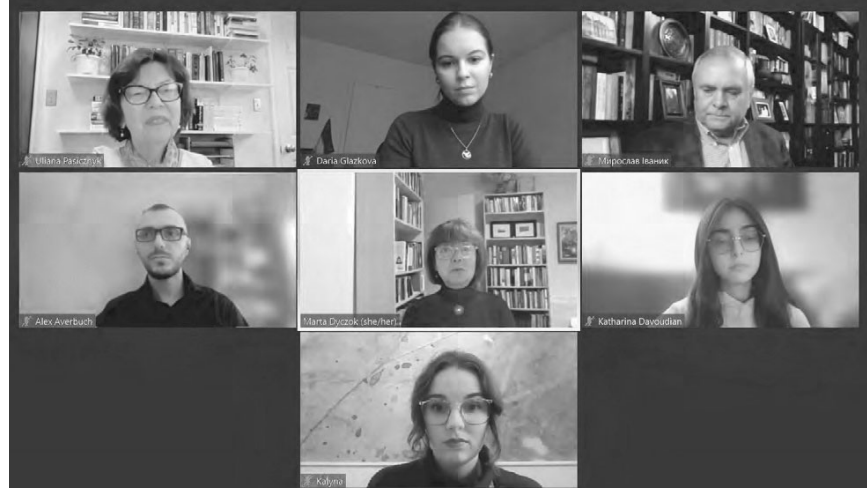 Uliana Pasicznyk
Daria Glazkova
Мирослав Іваник
Alex Averbuch
Marta Dyczok (she/her)
Katharina Davoudian
Kalyna